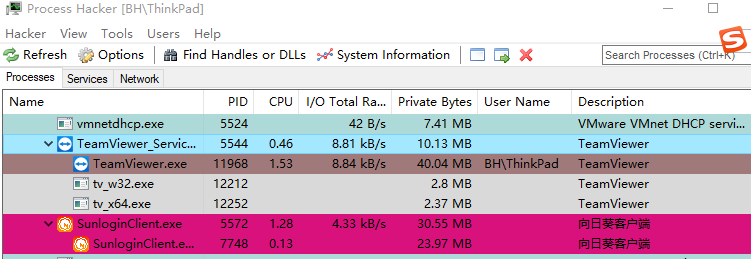 Process Hacker [BH\ThinkPad]
Hacker View Tools Users Help
Refresh Options Find Handles or DLLs System Information Search Processes (Ctrl+K)
Processes Services Network
Name PID CPU I/O Total Ra... Private Bytes User Name Description
vmnetdhcp.exe 5524 42 B/s 7.41 MB VMware VMnet DHCP servi...
TeamViewer_Servic... 5544 0.46 8.81 kB/s 10.13 MB TeamViewer
TeamViewer.exe 11968 1.53 8.84 kB/s 40.04 MB BH\ThinkPad TeamViewer
tv_w32.exe 12212 2.8 MB TeamViewer
tv_x64.exe 12252 2.37 MB TeamViewer
SunloginClient.exe 5572 1.28 4.33 kB/s 30.55 MB 向日葵客户端
SunloginClient.e... 7748 0.13 23.97 MB 向日葵客户端